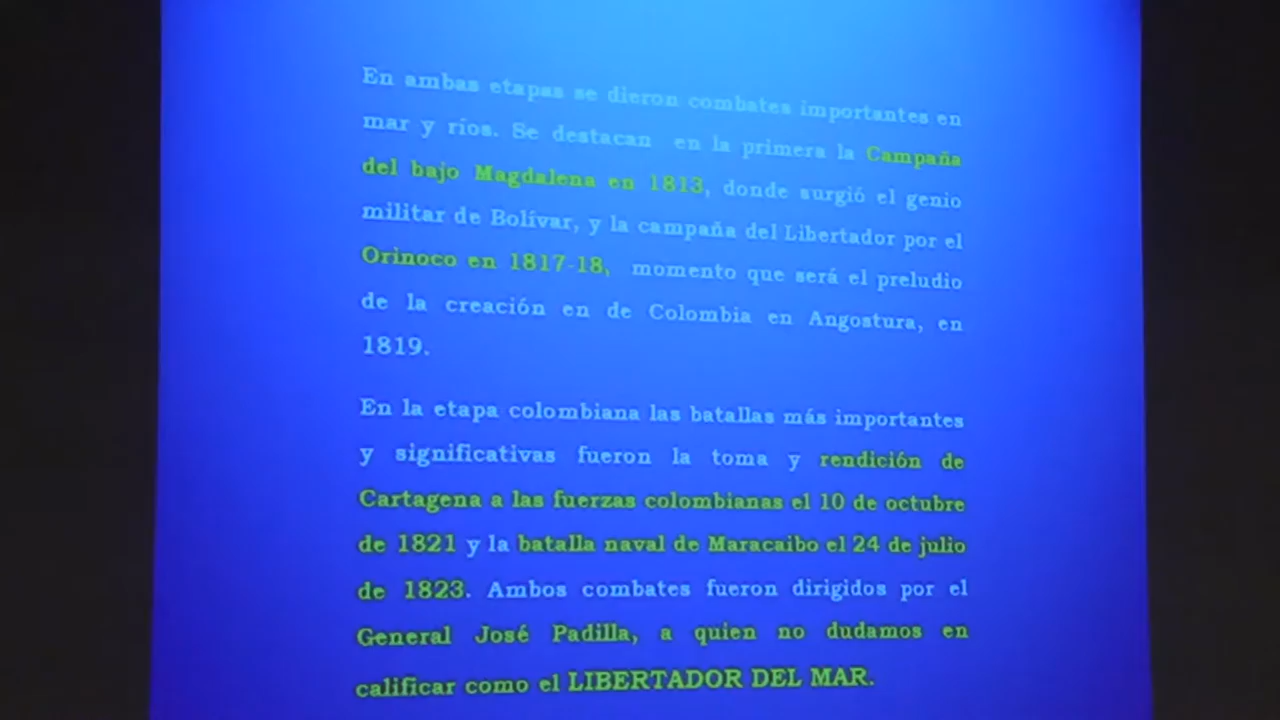 En ambas etapas se dieron combates importantes en
mar y ríos. Se destacan en la primera la Campaña
del bajo Magdalena en 1813, donde surgió el genio
militar de Bolívar, y la campaña del Libertador por el
Orinoco en 1817-18, momento que será el preludio
de la creación en de Colombia en Angostura, en
1819.
En la etapa colombiana las batallas más importantes
y significativas fueron la toma y rendición de
Cartagena a las fuerzas colombianas el 10 de octubre
de 1821 y la batalla naval de Maracaibo el 24 de julio
de 1823. Ambos combates fueron dirigidos por el
General José Padilla, a quien no dudamos en
calificar como el LIBERTADOR DEL MAR.